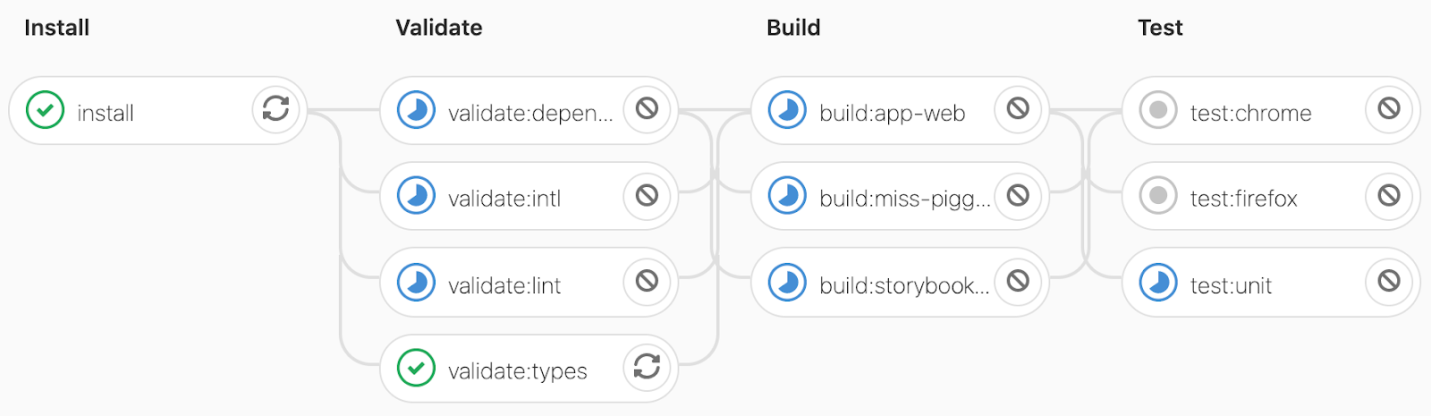 Install
Validate
Build
Test
install
validate:depen...
build:app-web
test:chrome
validate:intl
build:miss-pigg...
test:firefox
validate:lint
build:storybook...
test:unit
validate:types